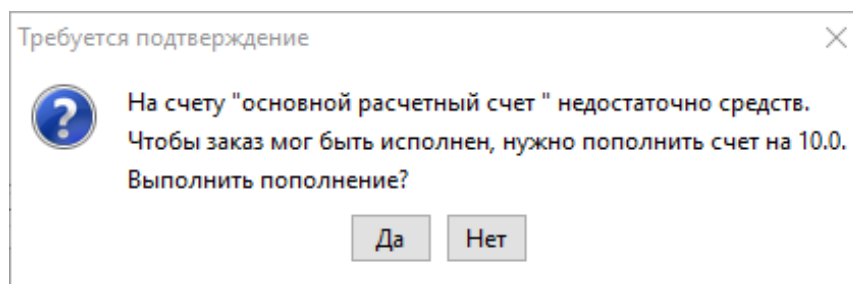 Требуется подтверждение
На счету "основной расчетный счет " недостаточно средств.
Чтобы заказ мог быть исполнен, нужно пополнить счет на 10.0.
Выполнить пополнение?
Да Нет